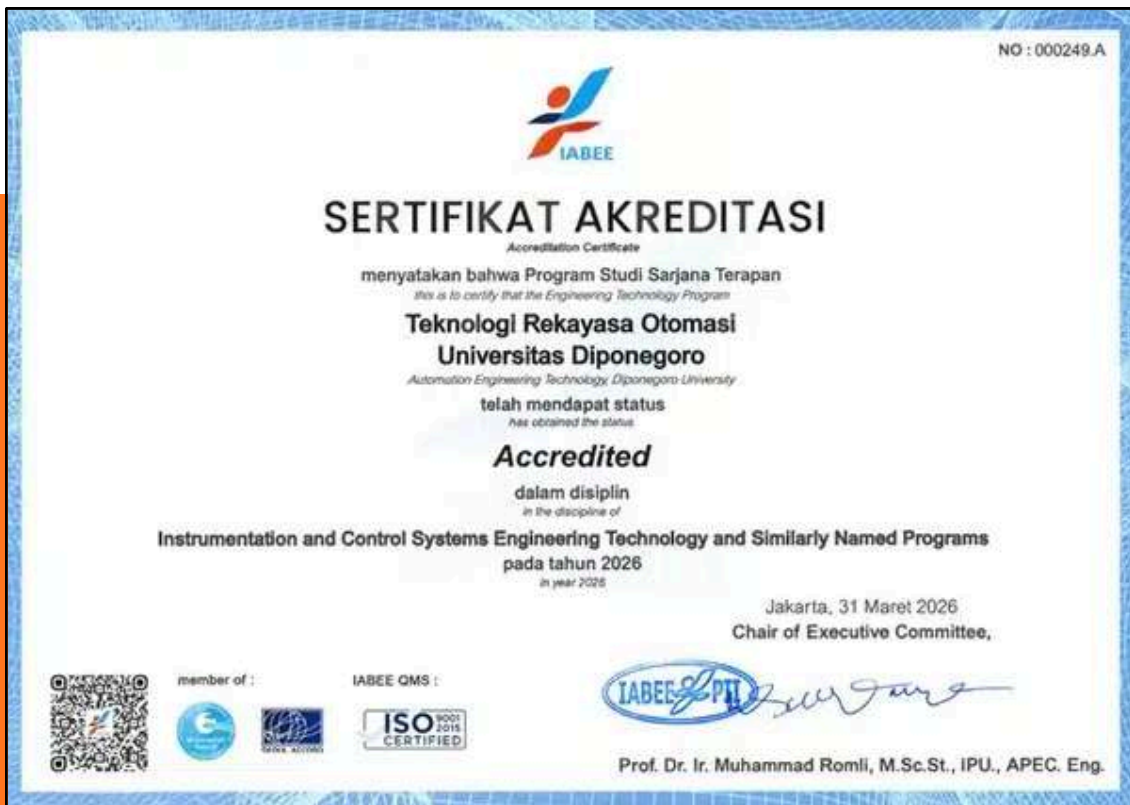 NO : 000249.A
IABEE
SERTIFIKAT AKREDITASI
Accreditation Certificate
menyatakan bahwa Program Studi Sarjana Terapan
this is to certify that the Engineering Technology Program
Teknologi Rekayasa Otomasi
Universitas Diponegoro
Automation Engineering Technology, Diponegoro University
telah mendapat status
has obtained the status
Accredited
dalam disiplin
in the discipline of
Instrumentation and Control Systems Engineering Technology and Similarly Named Programs
pada tahun 2026
in year 2026
Jakarta, 31 Maret 2026
Chair of Executive Committee,
member of :
IABEE QMS :
SEOUL ACCORD
ISO 9001 2015
CERTIFIED
IABEE PII
Prof. Dr. Ir. Muhammad Romli, M.Sc.St., IPU., APEC. Eng.